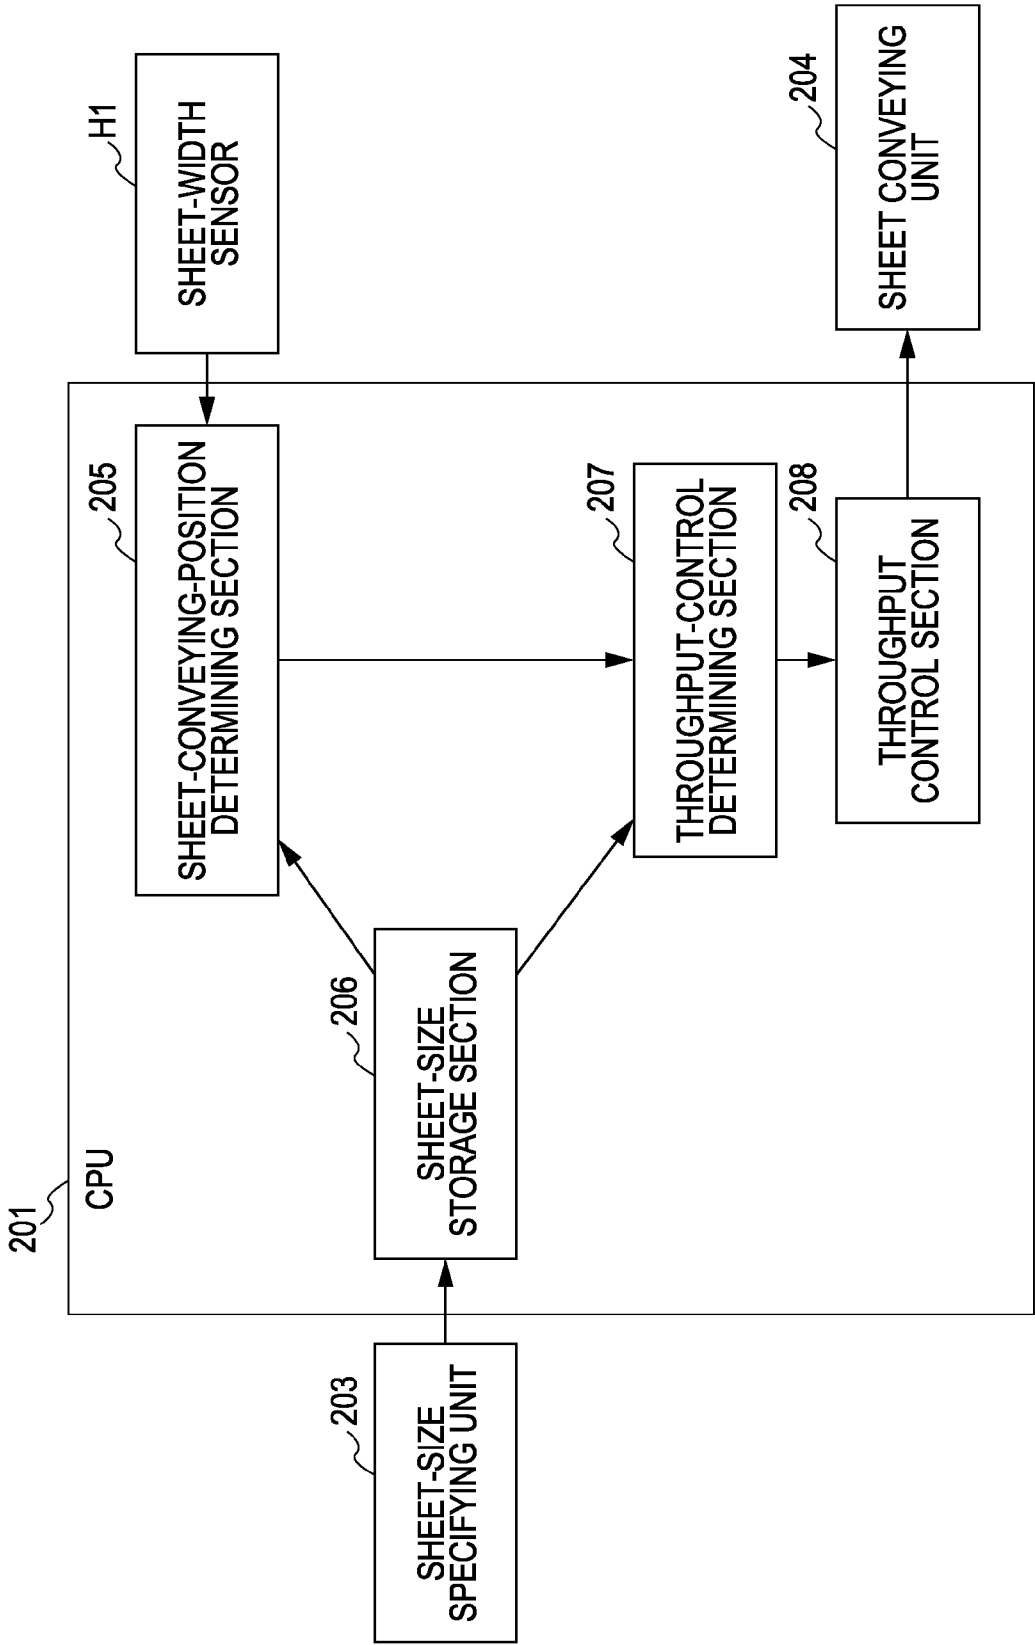 201
CPU
203
SHEET-SIZE
SPECIFYING UNIT
206
SHEET-SIZE
STORAGE SECTION
205
SHEET-CONVEYING-POSITION
DETERMINING SECTION
H1
SHEET-WIDTH
SENSOR
207
THROUGHPUT-CONTROL
DETERMINING SECTION
208
THROUGHPUT
CONTROL SECTION
204
SHEET CONVEYING
UNIT